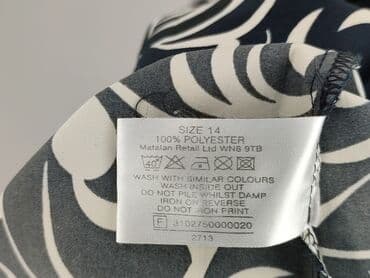 SIZE 14
100% POLYESTER
Matalan Retail Ltd WN8 9TB
40
WASH WITH SIMILAR COLOURS
WASH INSIDE OUT
DO NOT PILE WHILST DAMP
IRON ON REVERSE
DO NOT IRON PRINT
F 3102750000020
2713